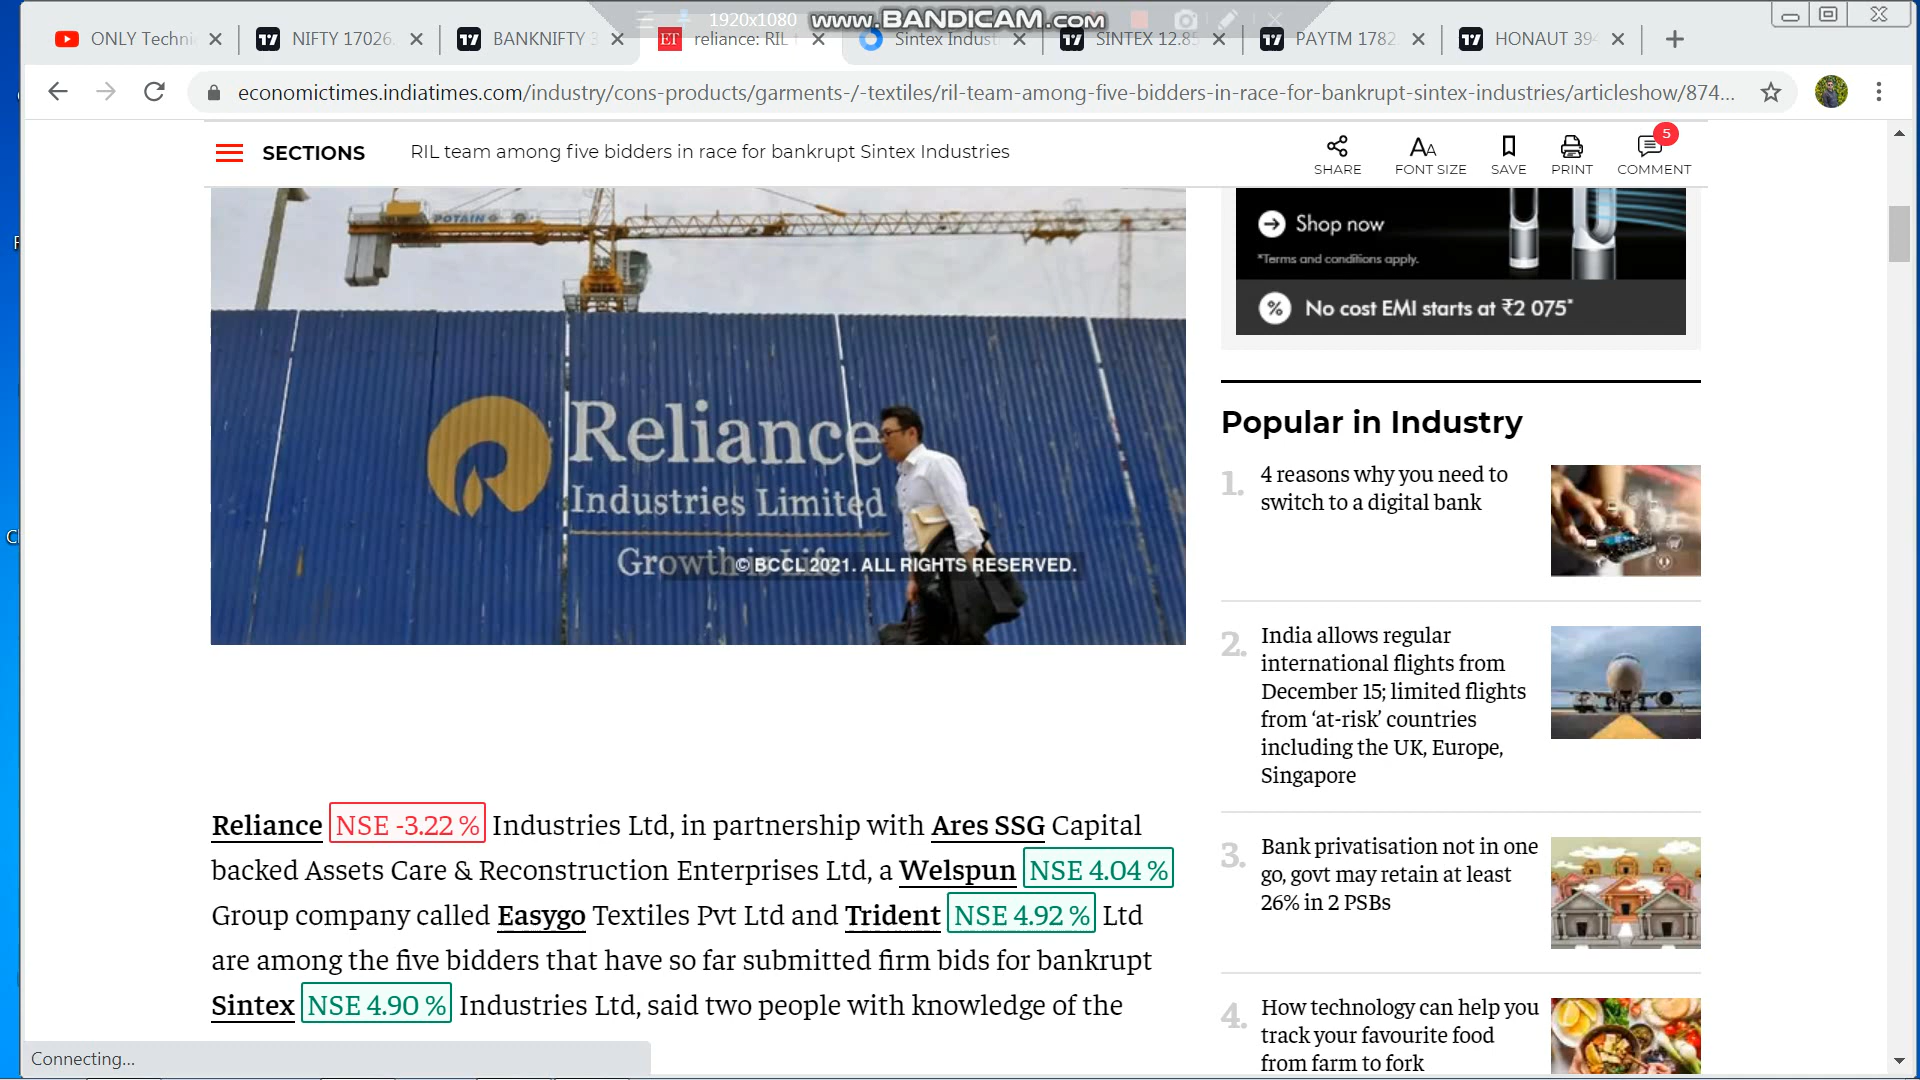 1920x1080
www.BANDICAM.com
ONLY Techni
NIFTY 17026.
BANKNIFTY 3
ET
reliance: RIL
Sintex Indust
SINTEX 12.85
PAYTM 1782
HONAUT 394
economictimes.indiatimes.com/industry/cons-products/garments-/-textiles/ril-team-among-five-bidders-in-race-for-bankrupt-sintex-industries/articleshow/874...
SECTIONS
RIL team among five bidders in race for bankrupt Sintex Industries
SHARE
FONT SIZE
SAVE
PRINT
5
COMMENT
POTAIN
Reliance
Industries Limited
Growth is Life
© BCCL 2021. ALL RIGHTS RESERVED.
Shop now
*Terms and conditions apply.
% No cost EMI starts at ₹2 075*
Popular in Industry
1. 4 reasons why you need to
switch to a digital bank
2. India allows regular
international flights from
December 15; limited flights
from ‘at-risk’ countries
including the UK, Europe,
Singapore
3. Bank privatisation not in one
go, govt may retain at least
26% in 2 PSBs
4. How technology can help you
track your favourite food
from farm to fork
Reliance NSE -3.22 % Industries Ltd, in partnership with Ares SSG Capital
backed Assets Care & Reconstruction Enterprises Ltd, a Welspun NSE 4.04 %
Group company called Easygo Textiles Pvt Ltd and Trident NSE 4.92 % Ltd
are among the five bidders that have so far submitted firm bids for bankrupt
Sintex NSE 4.90 % Industries Ltd, said two people with knowledge of the
Connecting...